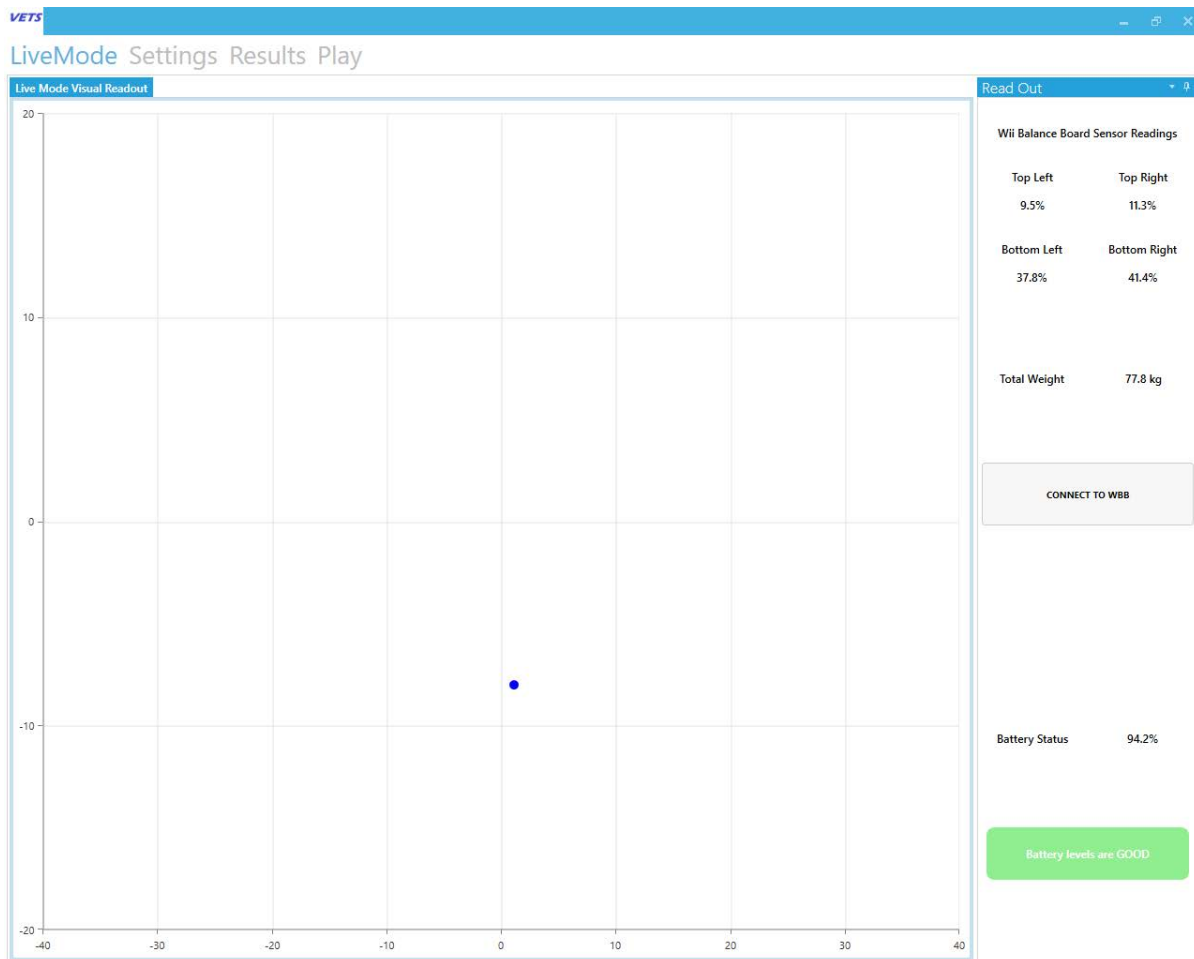 VETS
LiveMode Settings Results Play
Live Mode Visual Readout
20
10
0
-10
-20
-40 -30 -20 -10 0 10 20 30 40
Read Out
Wii Balance Board Sensor Readings
Top Left Top Right
9.5% 11.3%
Bottom Left Bottom Right
37.8% 41.4%
Total Weight 77.8 kg
CONNECT TO WBB
Battery Status 94.2%
Battery levels are GOOD